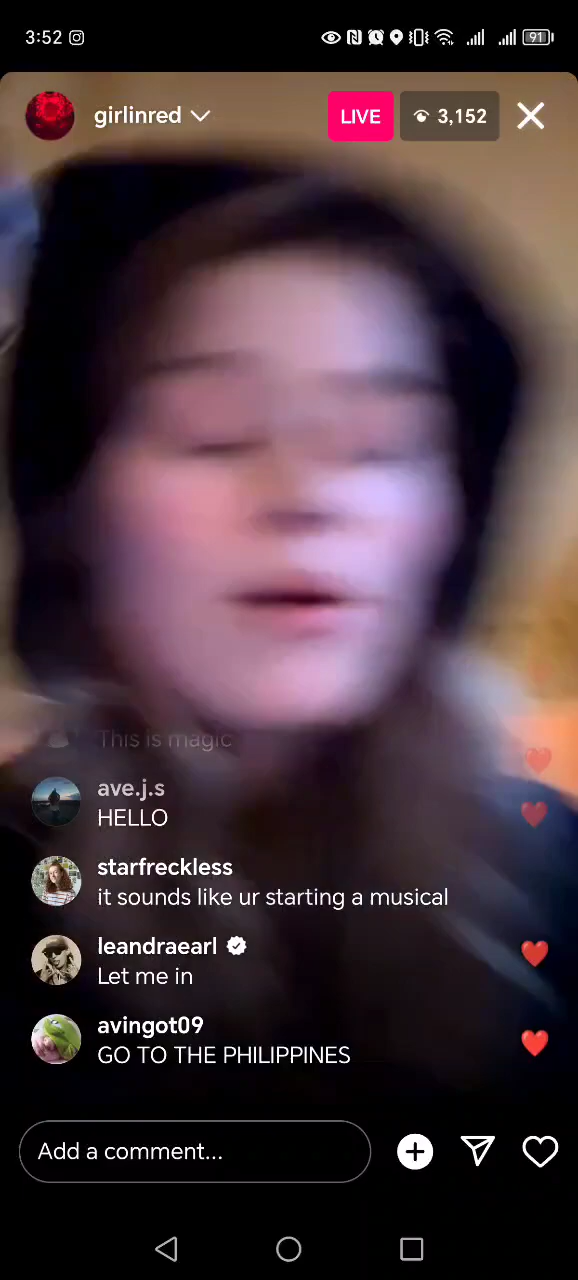 3:52
91
girlinred
LIVE
3,152
This is magic
ave.j.s
HELLO
starfreckless
it sounds like ur starting a musical
leandraearl
Let me in
avingot09
GO TO THE PHILIPPINES
Add a comment...